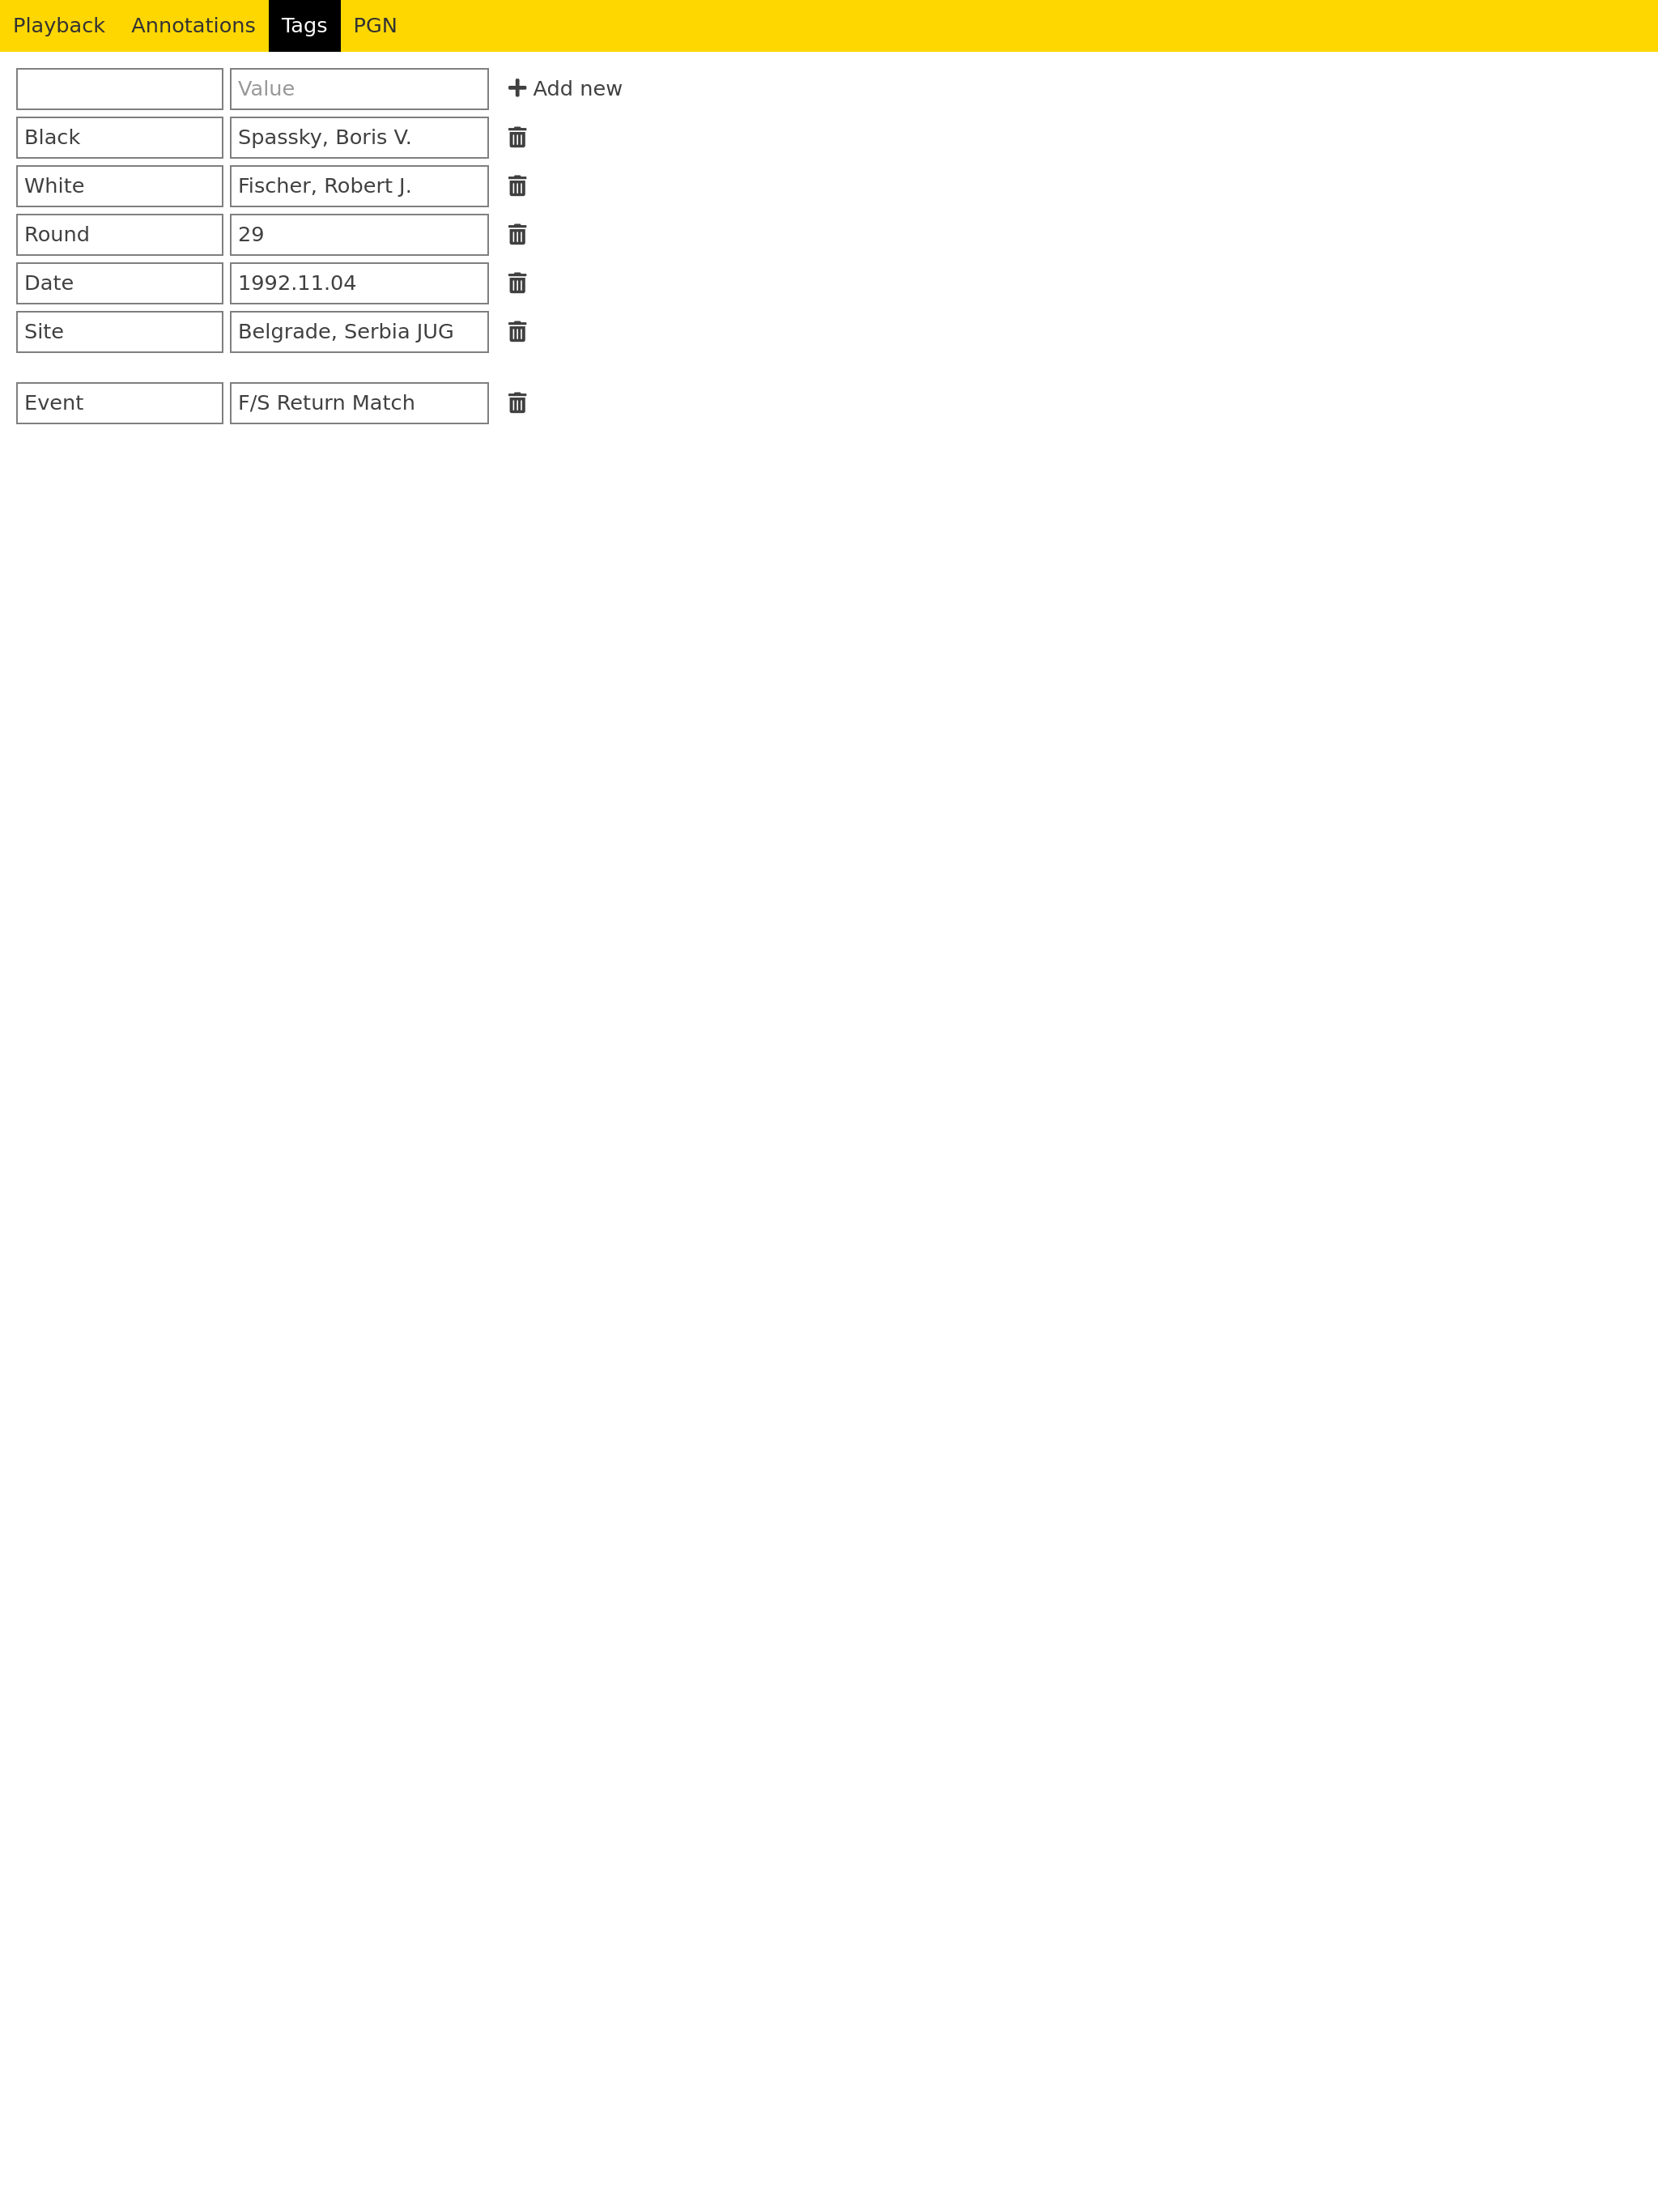 Playback Annotations Tags PGN
Value Add new
Black Spassky, Boris V.
White Fischer, Robert J.
Round 29
Date 1992.11.04
Site Belgrade, Serbia JUG
Event F/S Return Match